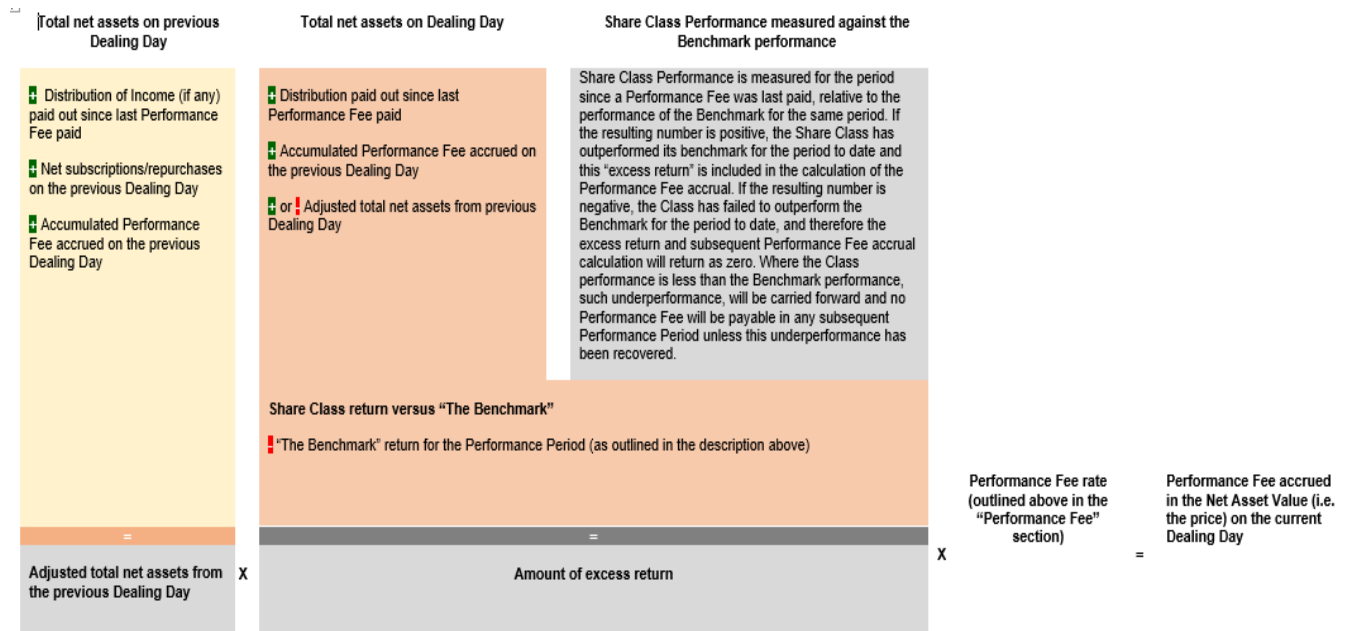 Total net assets on previous
Dealing Day
Total net assets on Dealing Day
Share Class Performance measured against the
Benchmark performance
+ Distribution of Income (if any)
paid out since last Performance
Fee paid
+ Net subscriptions/repurchases
on the previous Dealing Day
+ Accumulated Performance
Fee accrued on the previous
Dealing Day
+ Distribution paid out since last
Performance Fee paid
+ Accumulated Performance Fee accrued on
the previous Dealing Day
+ or - Adjusted total net assets from previous
Dealing Day
Share Class Performance is measured for the period
since a Performance Fee was last paid, relative to the
performance of the Benchmark for the same period. If
the resulting number is positive, the Share Class has
outperformed its benchmark for the period to date and
this “excess return” is included in the calculation of the
Performance Fee accrual. If the resulting number is
negative, the Class has failed to outperform the
Benchmark for the period to date, and therefore the
excess return and subsequent Performance Fee accrual
calculation will return as zero. Where the Class
performance is less than the Benchmark performance,
such underperformance, will be carried forward and no
Performance Fee will be payable in any subsequent
Performance Period unless this underperformance has
been recovered.
Share Class return versus “The Benchmark”
- “The Benchmark” return for the Performance Period (as outlined in the description above)
=
Adjusted total net assets from
the previous Dealing Day
X
=
Amount of excess return
X
Performance Fee rate
(outlined above in the
“Performance Fee”
section)
=
Performance Fee accrued
in the Net Asset Value (i.e.
the price) on the current
Dealing Day